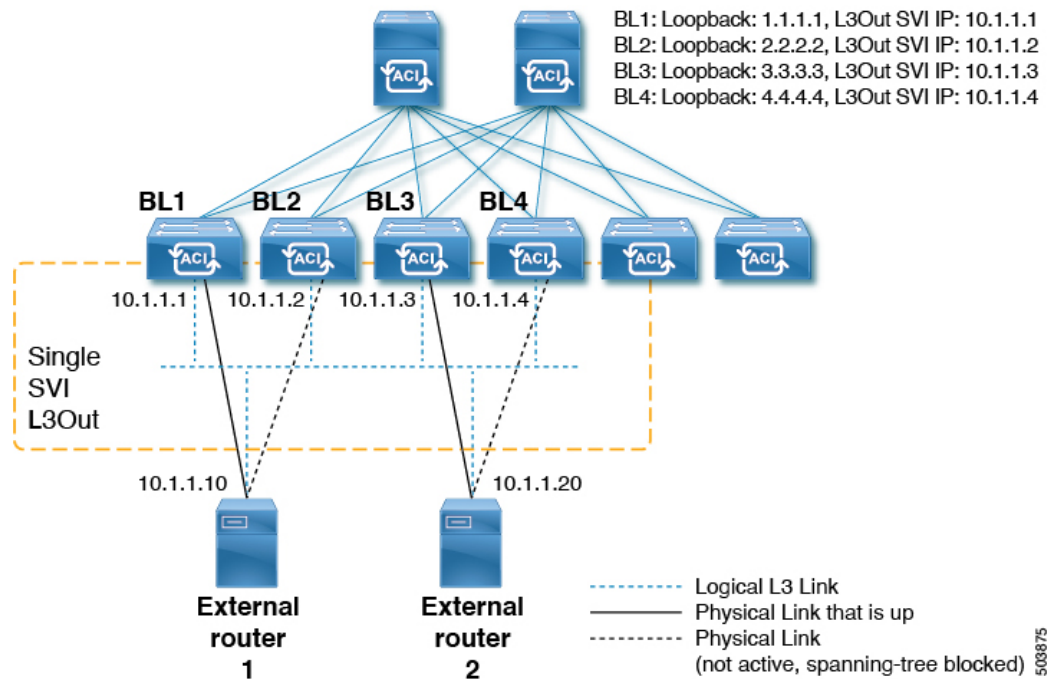 BL1: Loopback: 1.1.1.1, L3Out SVI IP: 10.1.1.1
BL2: Loopback: 2.2.2.2, L3Out SVI IP: 10.1.1.2
BL3: Loopback: 3.3.3.3, L3Out SVI IP: 10.1.1.3
BL4: Loopback: 4.4.4.4, L3Out SVI IP: 10.1.1.4
ACI
ACI
BL1
BL2
BL3
BL4
ACI
ACI
ACI
ACI
ACI
ACI
10.1.1.1
10.1.1.2
10.1.1.3
10.1.1.4
Single
SVI
L3Out
10.1.1.10
10.1.1.20
External
router
1
External
router
2
Logical L3 Link
Physical Link that is up
Physical Link
(not active, spanning-tree blocked)
503875